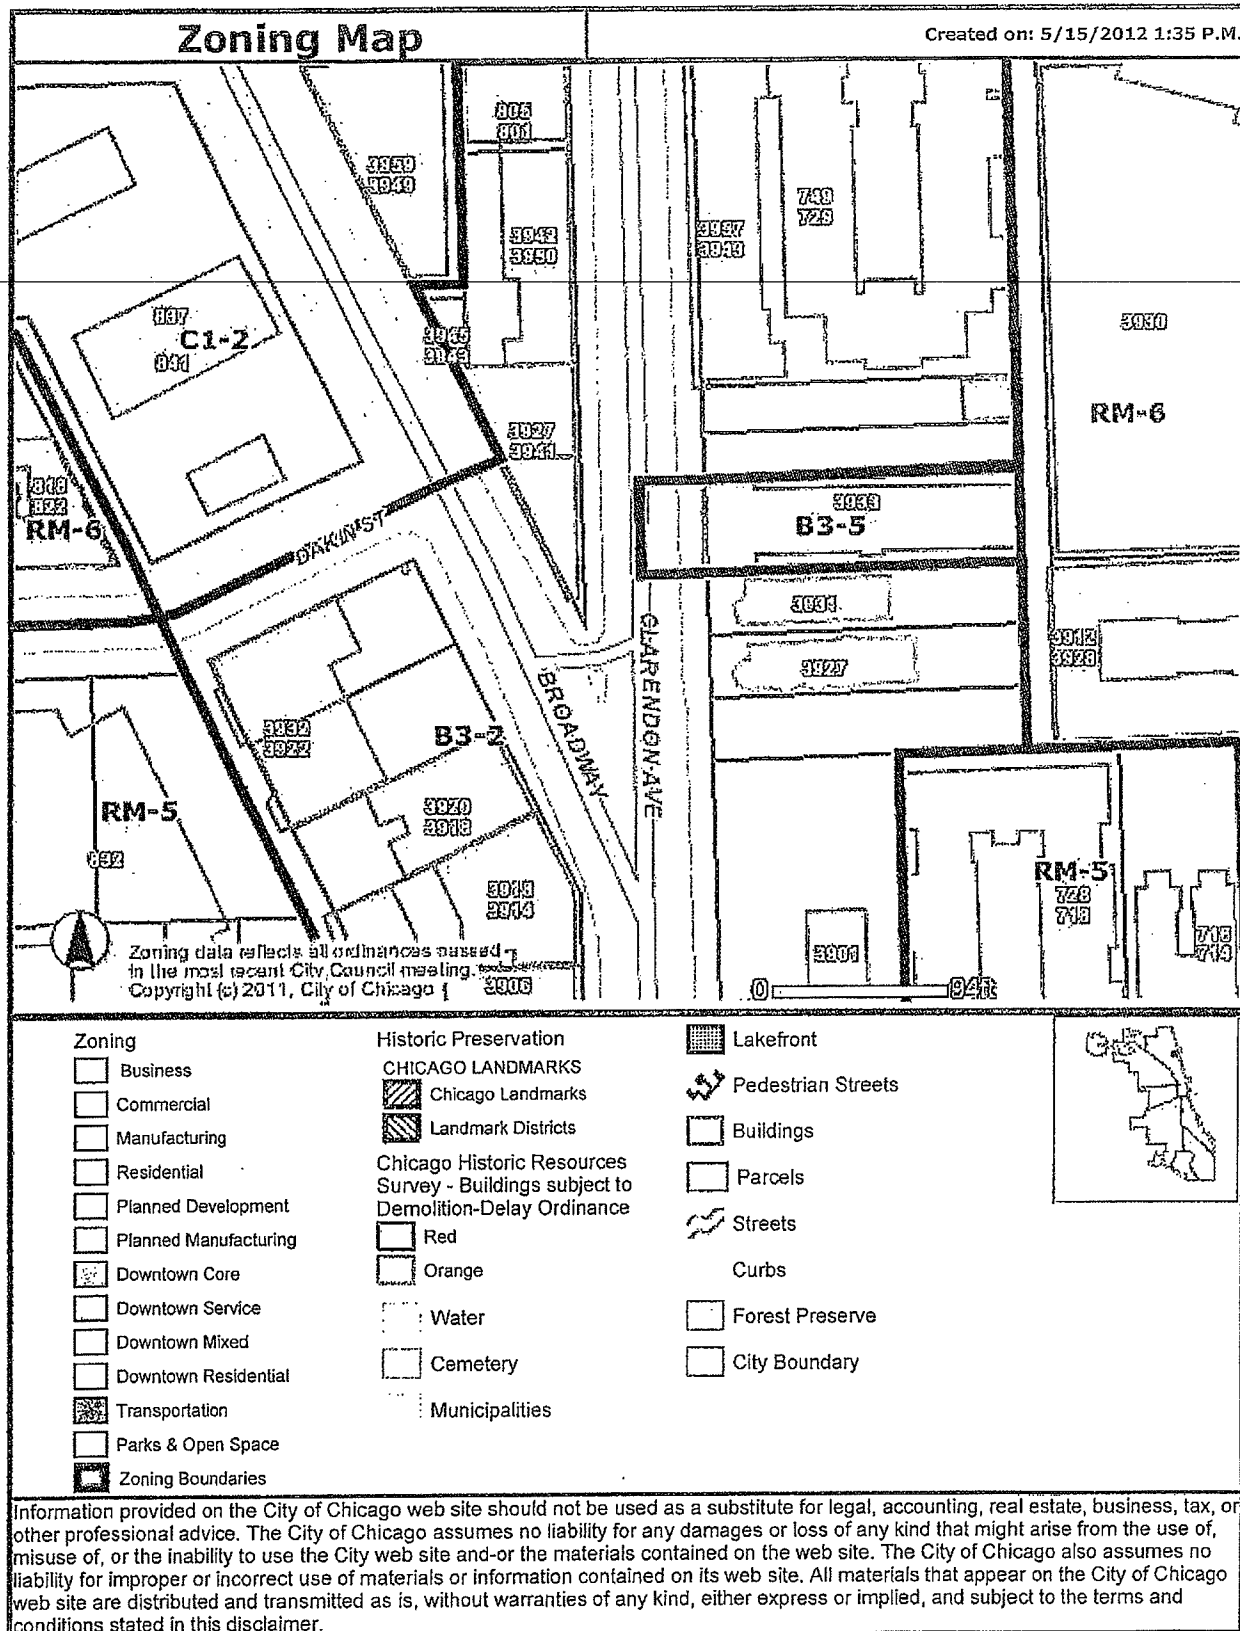 Zoning Map
Created on: 5/15/2012 1:35 P.M.
805
801
3959
3949
749
728
3942
3950
3937
3943
837
C1-2
841
3945
3943
3930
RM-6
3927
3941
818
822
RM-6
3933
B3-5
DAKIN ST
3931
CLARENDON AVE
3912
3928
3927
BROADWAY
3932
3922
B3-2
3920
3918
RM-5
832
RM-5
728
718
3914
718
714
3901
3906
Zoning data reflects all ordinances passed
in the most recent City Council meeting.
Copyright (c) 2011, City of Chicago
0 94ft
Zoning
Business
Commercial
Manufacturing
Residential
Planned Development
Planned Manufacturing
Downtown Core
Downtown Service
Downtown Mixed
Downtown Residential
Transportation
Parks & Open Space
Zoning Boundaries
Historic Preservation
CHICAGO LANDMARKS
Chicago Landmarks
Landmark Districts
Chicago Historic Resources
Survey - Buildings subject to
Demolition-Delay Ordinance
Red
Orange
Water
Cemetery
Municipalities
Lakefront
Pedestrian Streets
Buildings
Parcels
Streets
Curbs
Forest Preserve
City Boundary
Information provided on the City of Chicago web site should not be used as a substitute for legal, accounting, real estate, business, tax, or
other professional advice. The City of Chicago assumes no liability for any damages or loss of any kind that might arise from the use of,
misuse of, or the inability to use the City web site and-or the materials contained on the web site. The City of Chicago also assumes no
liability for improper or incorrect use of materials or information contained on its web site. All materials that appear on the City of Chicago
web site are distributed and transmitted as is, without warranties of any kind, either express or implied, and subject to the terms and
conditions stated in this disclaimer.